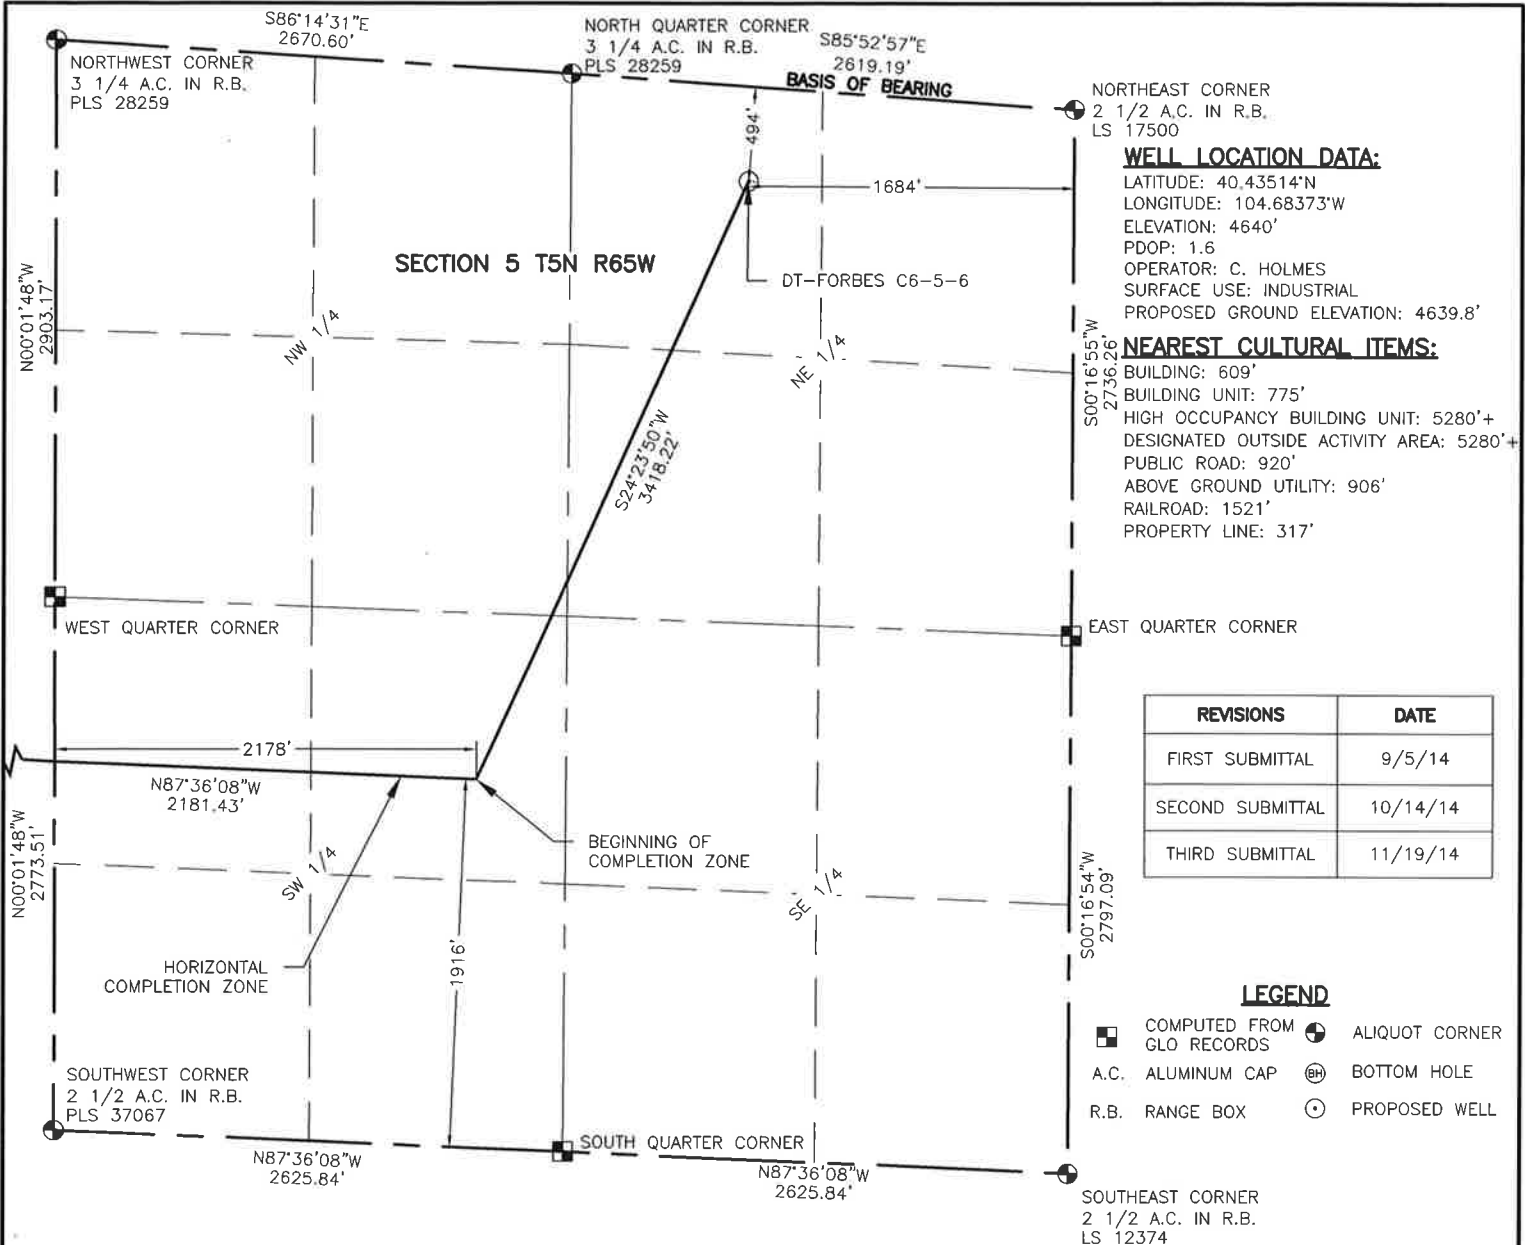 S86°14'31"E
2670.60'
NORTH QUARTER CORNER
3 1/4 A.C. IN R.B.
PLS 28259
S85°52'57"E
2619.19'
BASIS OF BEARING
NORTHWEST CORNER
3 1/4 A.C. IN R.B.
PLS 28259
NORTHEAST CORNER
2 1/2 A.C. IN R.B.
LS 17500
494'
1684'
WELL LOCATION DATA:
LATITUDE: 40.43514°N
LONGITUDE: 104.68373°W
ELEVATION: 4640'
PDOP: 1.6
OPERATOR: C. HOLMES
SURFACE USE: INDUSTRIAL
PROPOSED GROUND ELEVATION: 4639.8'
SECTION 5 T5N R65W
DT-FORBES C6-5-6
N00°01'48"W
2903.17'
NW 1/4
NE 1/4
S00°16'55"W
2736.26'
NEAREST CULTURAL ITEMS:
BUILDING: 609'
BUILDING UNIT: 775'
HIGH OCCUPANCY BUILDING UNIT: 5280'+
DESIGNATED OUTSIDE ACTIVITY AREA: 5280'+
PUBLIC ROAD: 920'
ABOVE GROUND UTILITY: 906'
RAILROAD: 1521'
PROPERTY LINE: 317'
S24°23'50"W
3418.22'
WEST QUARTER CORNER
EAST QUARTER CORNER
REVISIONS DATE
FIRST SUBMITTAL 9/5/14
SECOND SUBMITTAL 10/14/14
THIRD SUBMITTAL 11/19/14
2178'
N87°36'08"W
2181.43'
BEGINNING OF
COMPLETION ZONE
N00°01'48"W
2773.51'
SW 1/4
SE 1/4
S00°16'54"W
2797.09'
1916'
HORIZONTAL
COMPLETION ZONE
LEGEND
COMPUTED FROM
GLO RECORDS
ALIQUOT CORNER
A.C. ALUMINUM CAP
BH BOTTOM HOLE
R.B. RANGE BOX
PROPOSED WELL
SOUTHWEST CORNER
2 1/2 A.C. IN R.B.
PLS 37067
SOUTH QUARTER CORNER
N87°36'08"W
2625.84'
N87°36'08"W
2625.84'
SOUTHEAST CORNER
2 1/2 A.C. IN R.B.
LS 12374